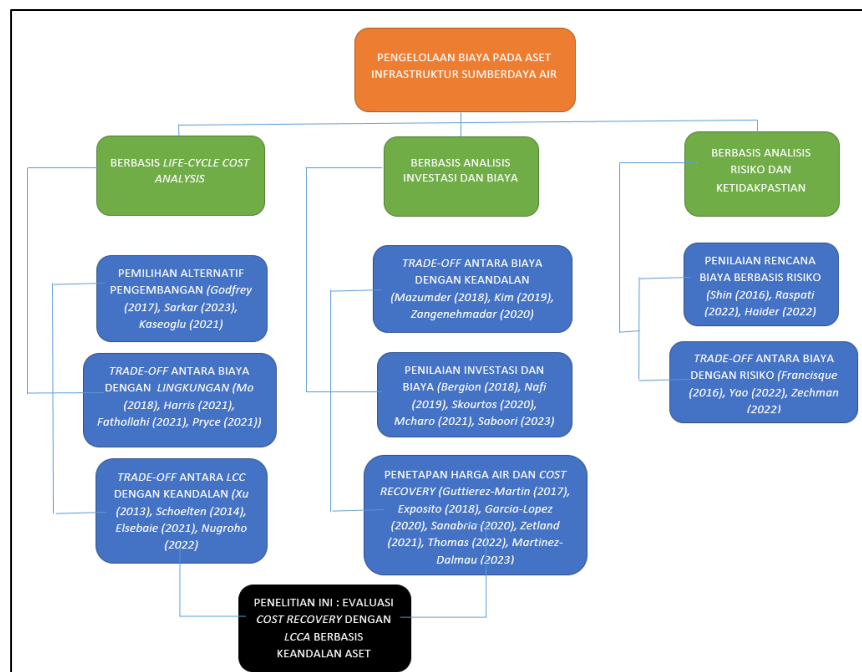 PENGELOLAAN BIAYA PADA ASET
INFRASTRUKTUR SUMBERDAYA AIR
BERBASIS LIFE-CYCLE COST
ANALYSIS
BERBASIS ANALISIS
INVESTASI DAN BIAYA
BERBASIS ANALISIS
RISIKO DAN
KETIDAKPASTIAN
PEMILIHAN ALTERNATIF
PENGEMBANGAN (Godfrey
(2017), Sarkar (2023),
Kaseoglu (2021)
TRADE-OFF ANTARA BIAYA
DENGAN LINGKUNGAN (Mo
(2018), Harris (2021),
Fathollahi (2021), Pryce (2021))
TRADE-OFF ANTARA LCC
DENGAN KEANDALAN (Xu
(2013), Schoelten (2014),
Elsebaie (2021), Nugroho
(2022)
TRADE-OFF ANTARA BIAYA
DENGAN KEANDALAN
(Mazumder (2018), Kim (2019),
Zangenehmadar (2020)
PENILAIAN INVESTASI DAN
BIAYA (Bergion (2018), Nafi
(2019), Skourtos (2020),
Mcharo (2021), Saboori (2023)
PENETAPAN HARGA AIR DAN COST
RECOVERY (Guttierez-Martin (2017),
Exposito (2018), Garcia-Lopez
(2020), Sanabria (2020), Zetland
(2021), Thomas (2022), Martinez-
Dalmau (2023)
PENILAIAN RENCANA
BIAYA BERBASIS RISIKO
(Shin (2016), Raspati
(2022), Haider (2022)
TRADE-OFF ANTARA BIAYA
DENGAN RISIKO (Francisque
(2016), Yao (2022), Zechman
2022)
PENELITIAN INI : EVALUASI
COST RECOVERY DENGAN
LCCA BERBASIS
KEANDALAN ASET